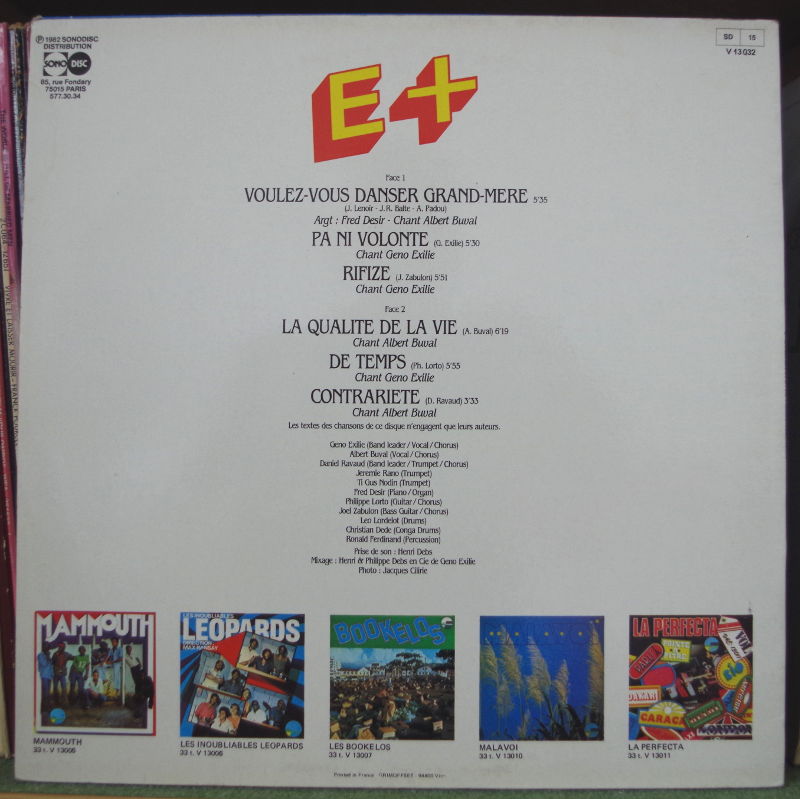 ℗ 1982 SONODISC
DISTRIBUTION
SONO DISC
85, rue Fondary
75015 PARIS
577.30.34
SD 15
V 13032
E+
Face 1
VOULEZ-VOUS DANSER GRAND-MERE 5'35
(J. Lenoir - J.R. Balte - A. Padou)
Argt : Fred Desir - Chant Albert Buval
PA NI VOLONTE (G. Exilie) 5'30
Chant Geno Exilie
RIFIZE (J. Zabulon) 5'51
Chant Geno Exilie
Face 2
LA QUALITE DE LA VIE (A. Buval) 6'19
Chant Albert Buval
DE TEMPS (Ph. Lorto) 5'55
Chant Geno Exilie
CONTRARIETE (D. Ravaud) 3'33
Chant Albert Buval
Les textes des chansons de ce disque n'engagent que leurs auteurs.
Geno Exilie (Band leader / Vocal / Chorus)
Albert Buval (Vocal / Chorus)
Daniel Ravaud (Band leader / Trumpet / Chorus)
Jeremie Rano (Trumpet)
Ti Gus Nodin (Trumpet)
Fred Desir (Piano / Organ)
Philippe Lorto (Guitar / Chorus)
Joel Zabulon (Bass Guitar / Chorus)
Leo Lordelot (Drums)
Christian Dede (Conga Drums)
Ronald Ferdinand (Percussion)
Prise de son : Henri Debs
Mixage : Henri & Philippe Debs en Cie de Geno Exilie
Photo : Jacques Cilirie
MAMMOUTH
LES INOUBLIABLES
LEOPARDS
DIRECTION
MAX RANSAY
BOOKELOS
LA PERFECTA
DAKAR
CARACAS
MAMMOUTH
33 t. V 13005
LES INOUBLIABLES LEOPARDS
33 t. V 13006
LES BOOKELOS
33 t. V 13007
MALAVOI
33 t. V 13010
LA PERFECTA
33 t. V 13011
Printed in France